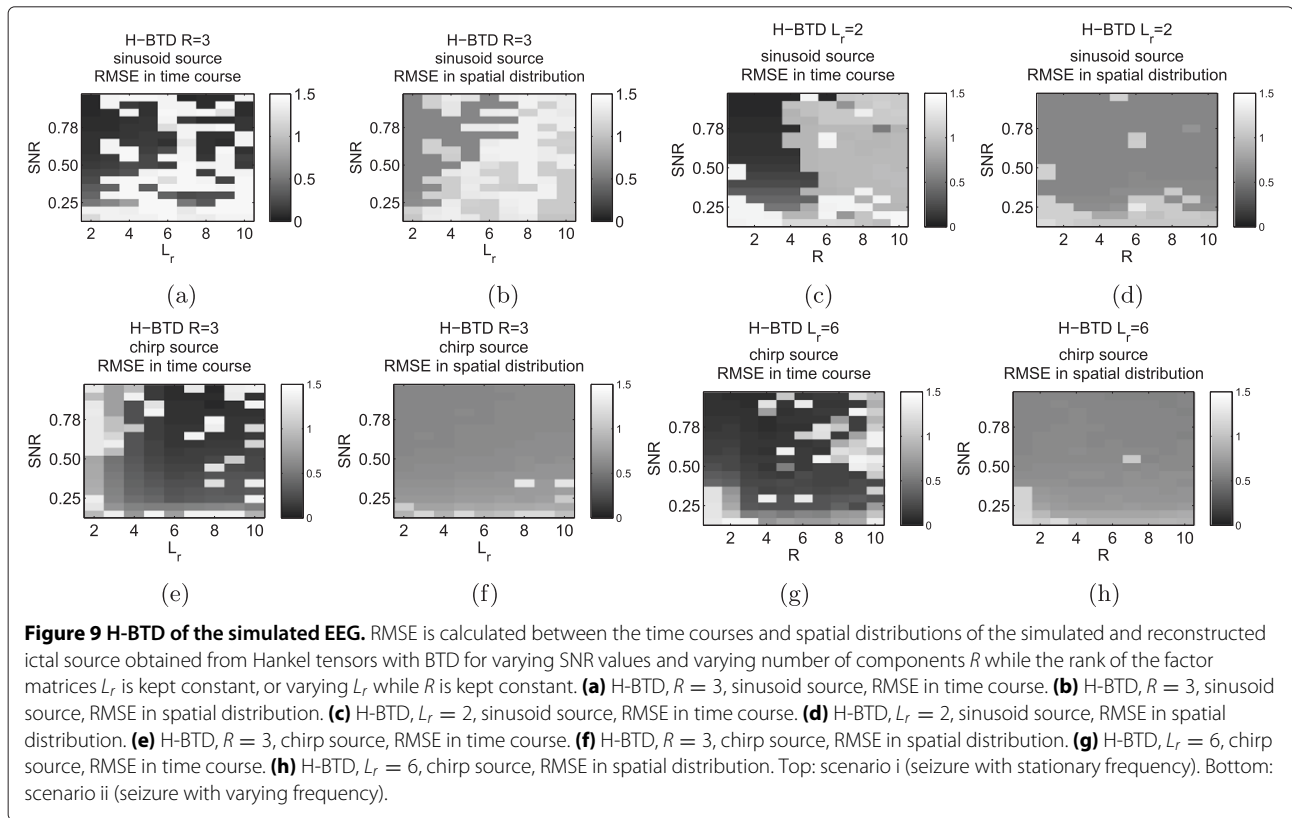 H−BTD R=3
sinusoid source
RMSE in time course
SNR
0.78
0.50
0.25
2 4 6 8 10
L_r
1.5
1
0.5
0
(a)
H−BTD R=3
sinusoid source
RMSE in spatial distribution
SNR
0.78
0.50
0.25
2 4 6 8 10
L_r
1.5
1
0.5
0
(b)
H−BTD L_r=2
sinusoid source
RMSE in time course
SNR
0.78
0.50
0.25
2 4 6 8 10
R
1.5
1
0.5
0
(c)
H−BTD L_r=2
sinusoid source
RMSE in spatial distribution
SNR
0.78
0.50
0.25
2 4 6 8 10
R
1.5
1
0.5
0
(d)
H−BTD R=3
chirp source
RMSE in time course
SNR
0.78
0.50
0.25
2 4 6 8 10
L_r
1.5
1
0.5
0
(e)
H−BTD R=3
chirp source
RMSE in spatial distribution
SNR
0.78
0.50
0.25
2 4 6 8 10
L_r
1.5
1
0.5
0
(f)
H−BTD L_r=6
chirp source
RMSE in time course
SNR
0.78
0.50
0.25
2 4 6 8 10
R
1.5
1
0.5
0
(g)
H−BTD L_r=6
chirp source
RMSE in spatial distribution
SNR
0.78
0.50
0.25
2 4 6 8 10
R
1.5
1
0.5
0
(h)
Figure 9 H-BTD of the simulated EEG. RMSE is calculated between the time courses and spatial distributions of the simulated and reconstructed
ictal source obtained from Hankel tensors with BTD for varying SNR values and varying number of components R while the rank of the factor
matrices L_r is kept constant, or varying L_r while R is kept constant. (a) H-BTD, R = 3, sinusoid source, RMSE in time course. (b) H-BTD, R = 3, sinusoid
source, RMSE in spatial distribution. (c) H-BTD, L_r = 2, sinusoid source, RMSE in time course. (d) H-BTD, L_r = 2, sinusoid source, RMSE in spatial
distribution. (e) H-BTD, R = 3, chirp source, RMSE in time course. (f) H-BTD, R = 3, chirp source, RMSE in spatial distribution. (g) H-BTD, L_r = 6, chirp
source, RMSE in time course. (h) H-BTD, L_r = 6, chirp source, RMSE in spatial distribution. Top: scenario i (seizure with stationary frequency). Bottom:
scenario ii (seizure with varying frequency).